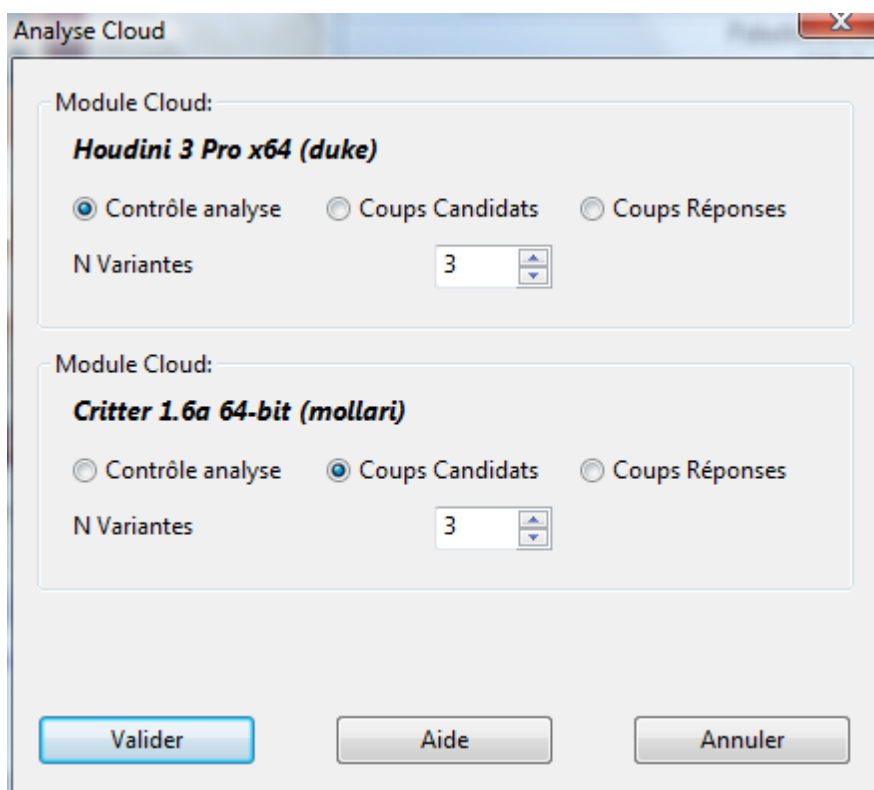 Analyse Cloud
Module Cloud:
Houdini 3 Pro x64 (duke)
Contrôle analyse Coups Candidats Coups Réponses
N Variantes 3
Module Cloud:
Critter 1.6a 64-bit (mollari)
Contrôle analyse Coups Candidats Coups Réponses
N Variantes 3
Valider Aide Annuler